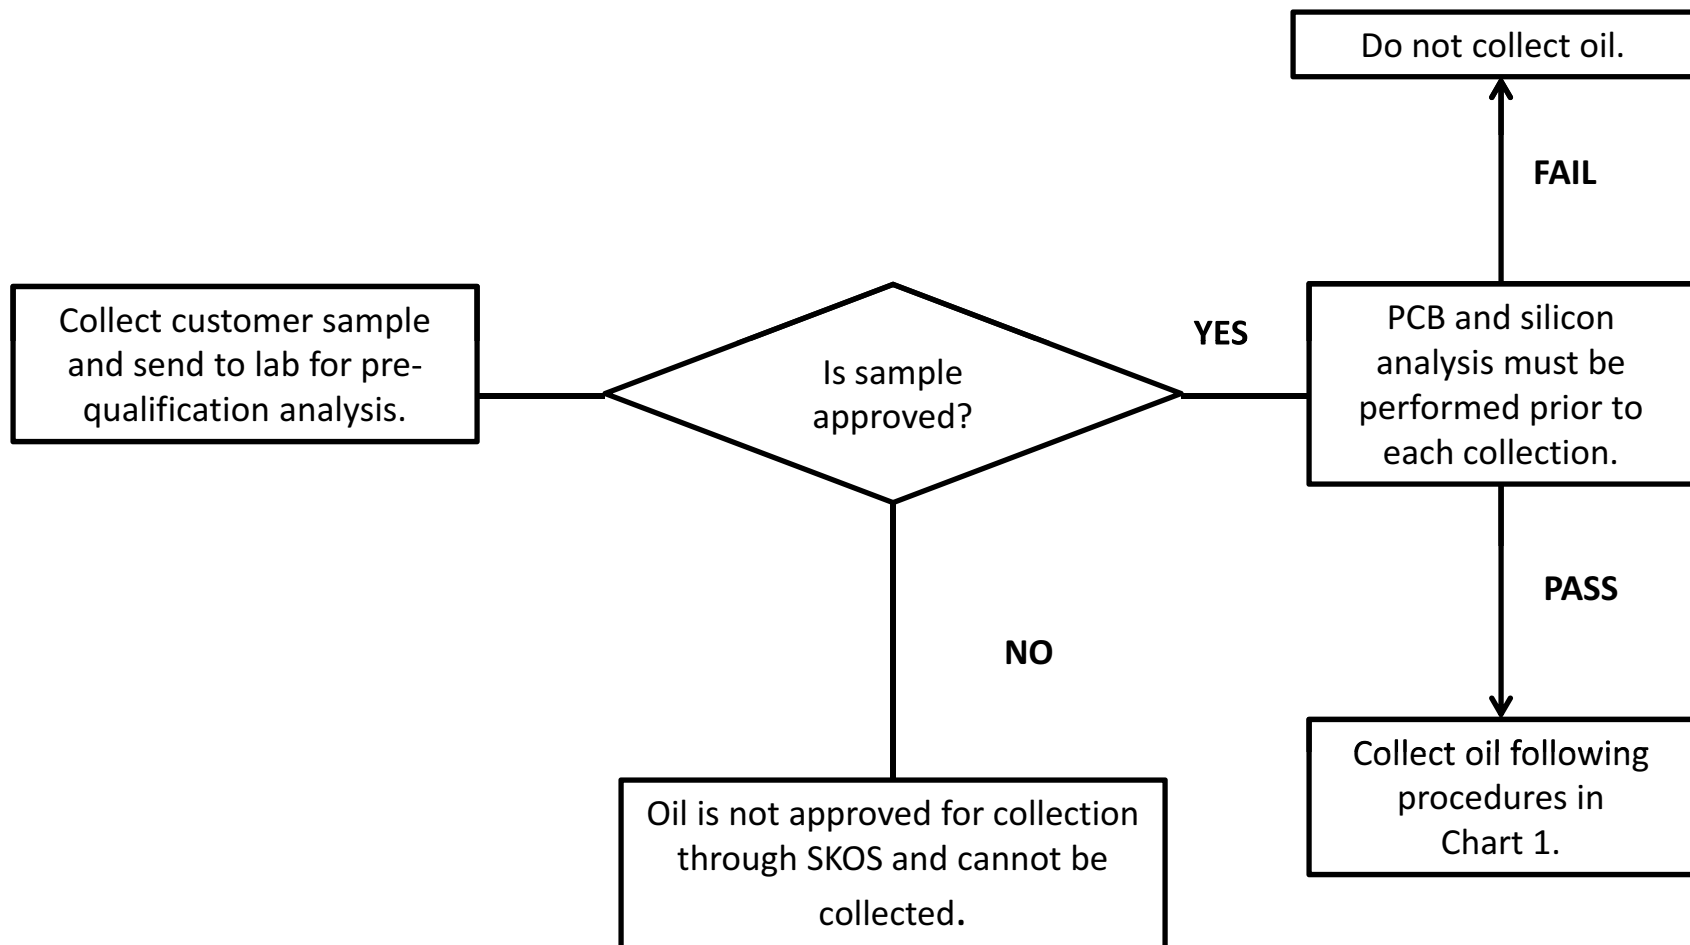 Do not collect oil.
FAIL
Collect customer sample
and send to lab for pre-
qualification analysis.
Is sample
approved?
YES
PCB and silicon
analysis must be
performed prior to
each collection.
PASS
NO
Collect oil following
procedures in
Chart 1.
Oil is not approved for collection
through SKOS and cannot be
collected.